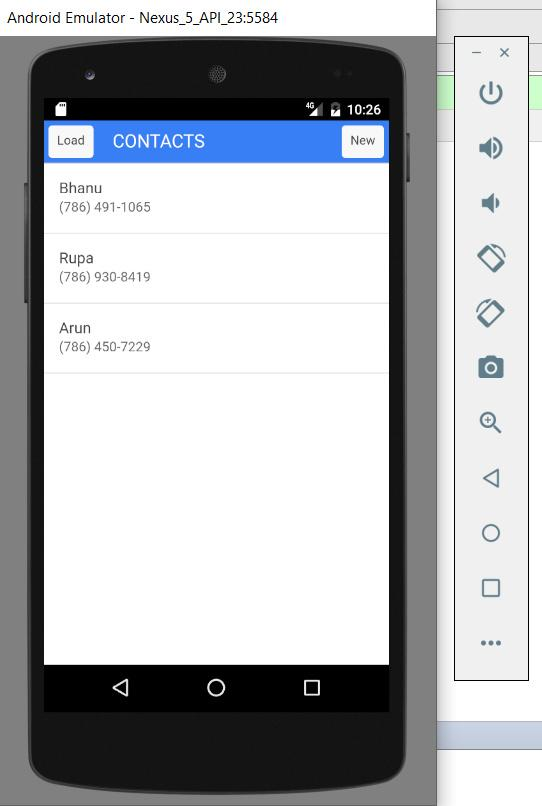 Android Emulator - Nexus_5_API_23:5584
4G 10:26
Load CONTACTS New
Bhanu
(786) 491-1065
Rupa
(786) 930-8419
Arun
(786) 450-7229